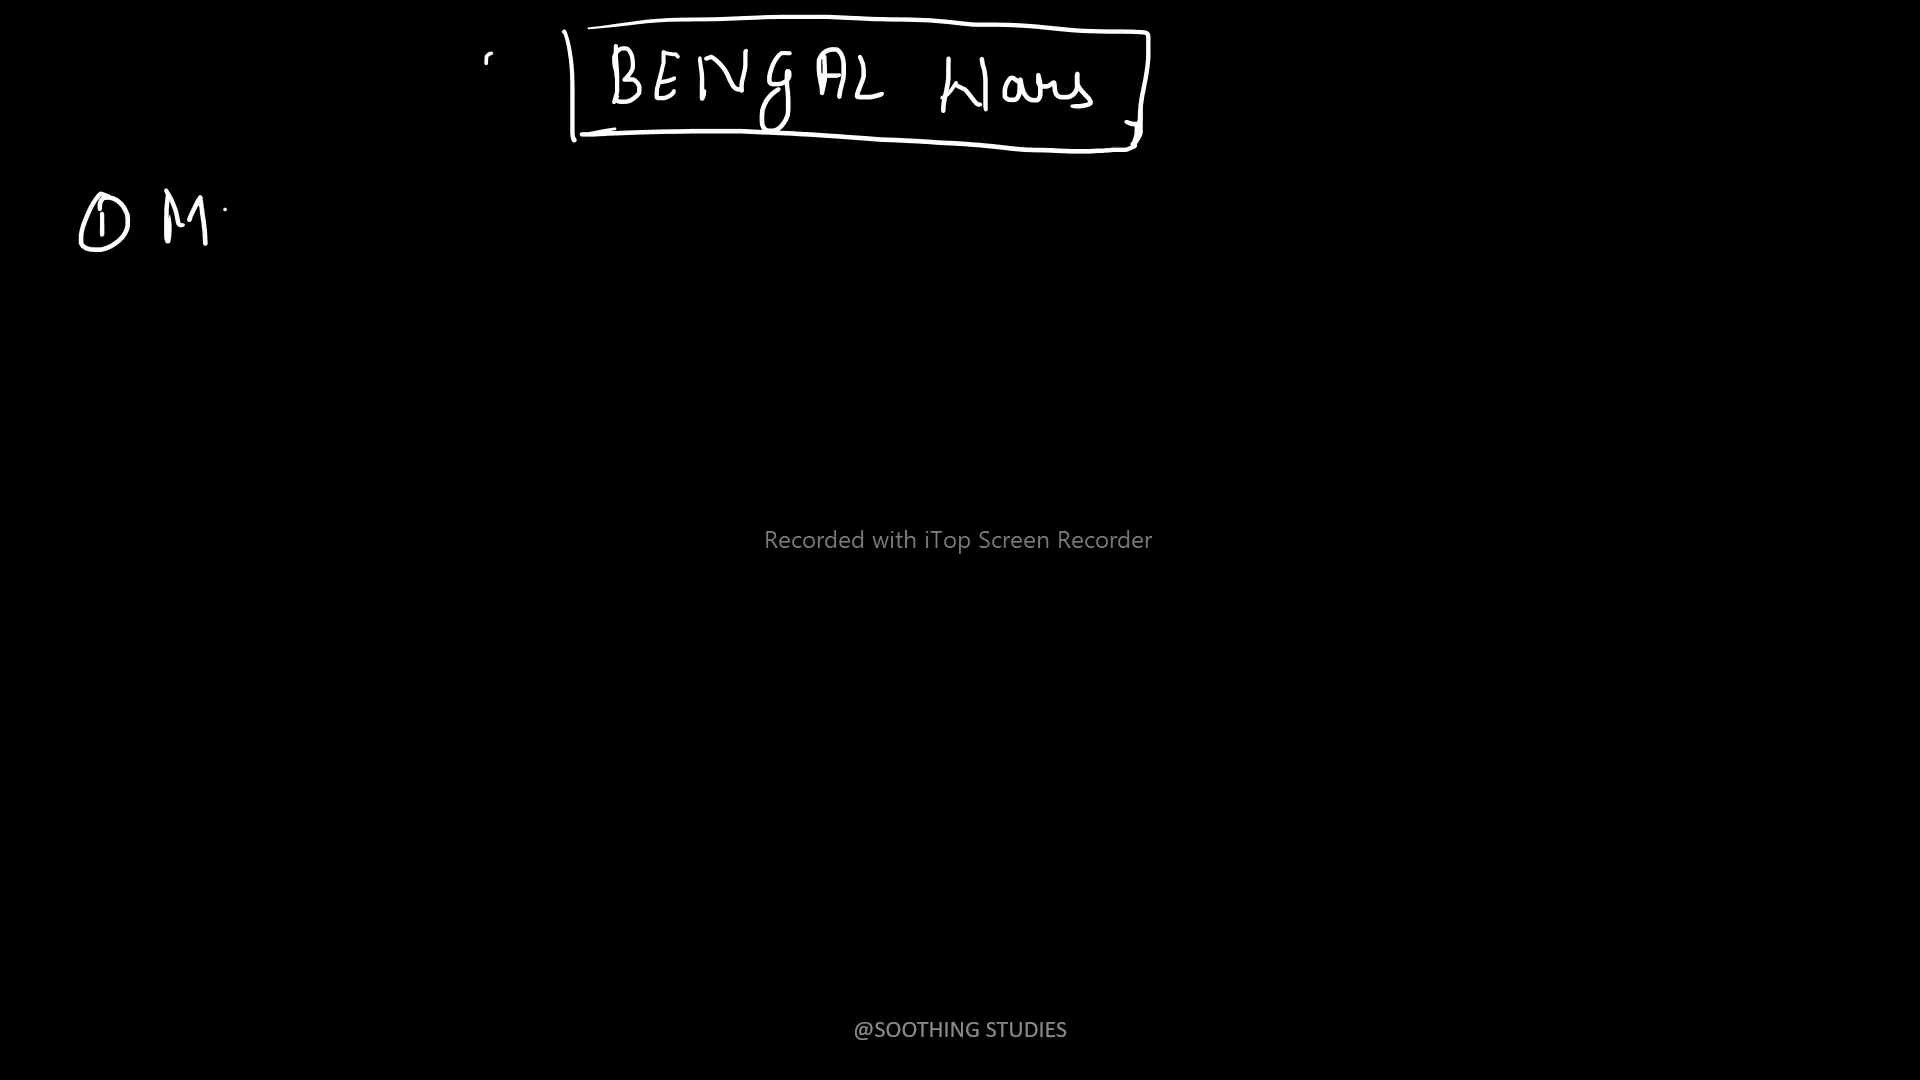 BENGAL Wars
① M
Recorded with iTop Screen Recorder
@SOOTHING STUDIES